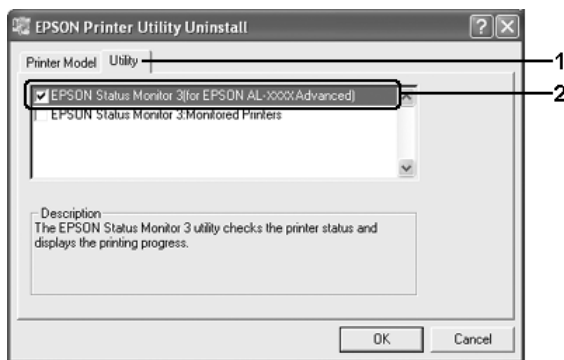 EPSON Printer Utility Uninstall
Printer Model Utility
1
EPSON Status Monitor 3(for EPSON AL-XXXX Advanced)
2
EPSON Status Monitor 3:Monitored Printers
Description
The EPSON Status Monitor 3 utility checks the printer status and
displays the printing progress.
OK Cancel